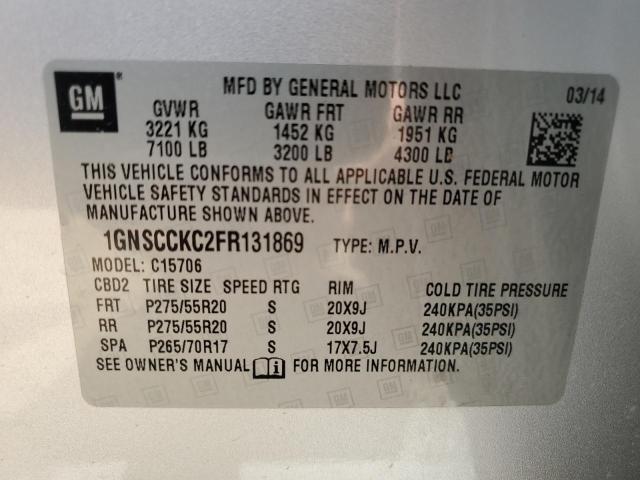 GM®
MFD BY GENERAL MOTORS LLC 03/14
GVWR GAWR FRT GAWR RR
3221 KG 1452 KG 1951 KG
7100 LB 3200 LB 4300 LB
THIS VEHICLE CONFORMS TO ALL APPLICABLE U.S. FEDERAL MOTOR
VEHICLE SAFETY STANDARDS IN EFFECT ON THE DATE OF
MANUFACTURE SHOWN ABOVE.
1GNSCCKC2FR131869 TYPE: M.P.V.
MODEL: C15706
CBD2 TIRE SIZE SPEED RTG RIM COLD TIRE PRESSURE
FRT P275/55R20 S 20X9J 240KPA(35PSI)
RR P275/55R20 S 20X9J 240KPA(35PSI)
SPA P265/70R17 S 17X7.5J 240KPA(35PSI)
SEE OWNER'S MANUAL FOR MORE INFORMATION.